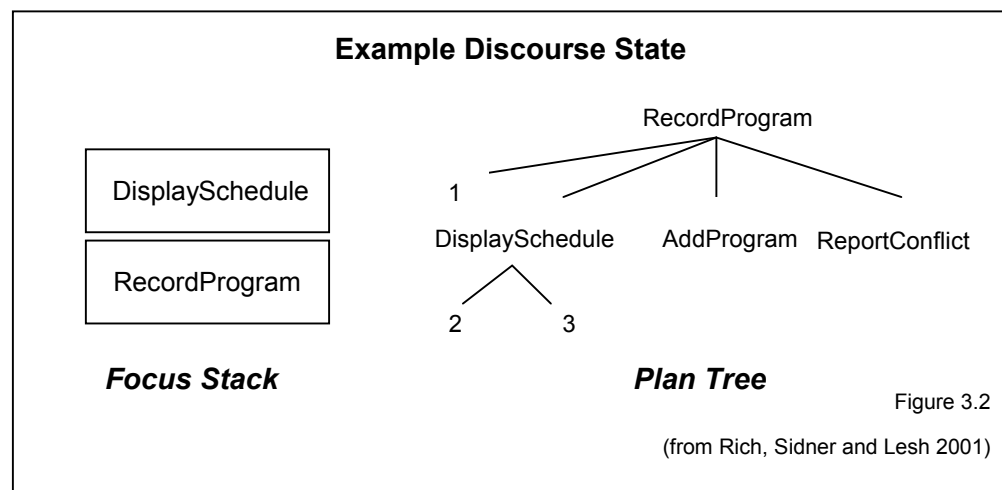 Example Discourse State
RecordProgram
DisplaySchedule
1
DisplaySchedule AddProgram ReportConflict
RecordProgram
2 3
Focus Stack Plan Tree
Figure 3.2
(from Rich, Sidner and Lesh 2001)